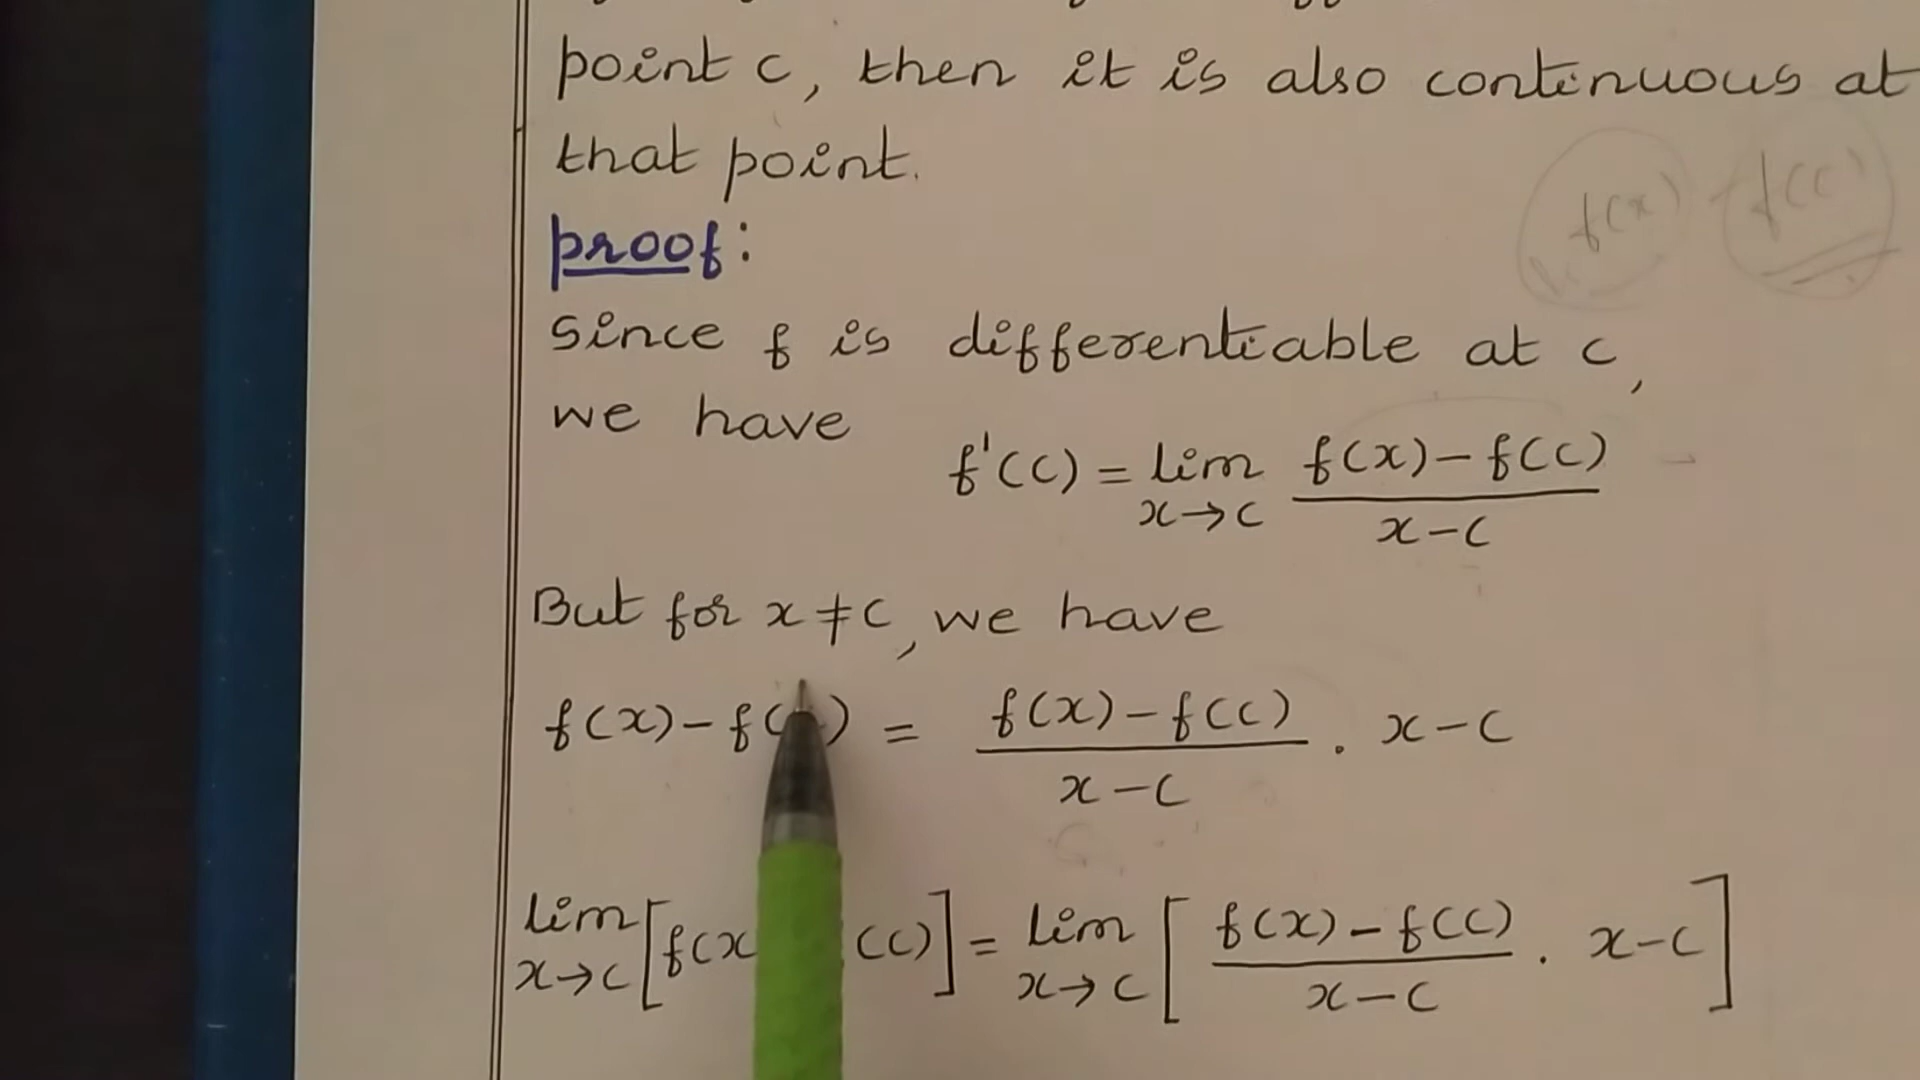 point c, then it is also continuous at
that point.
f(x) - f(c)
proof:
since f is differentiable at c,
we have
f'(c) = lim x→c f(x)-f(c) / x-c
But for x≠c, we have
f(x)-f( ) = f(x)-f(c) / x-c . x-c
lim x→c [f(x (c)] = lim x→c [ f(x)-f(c) / x-c . x-c ]